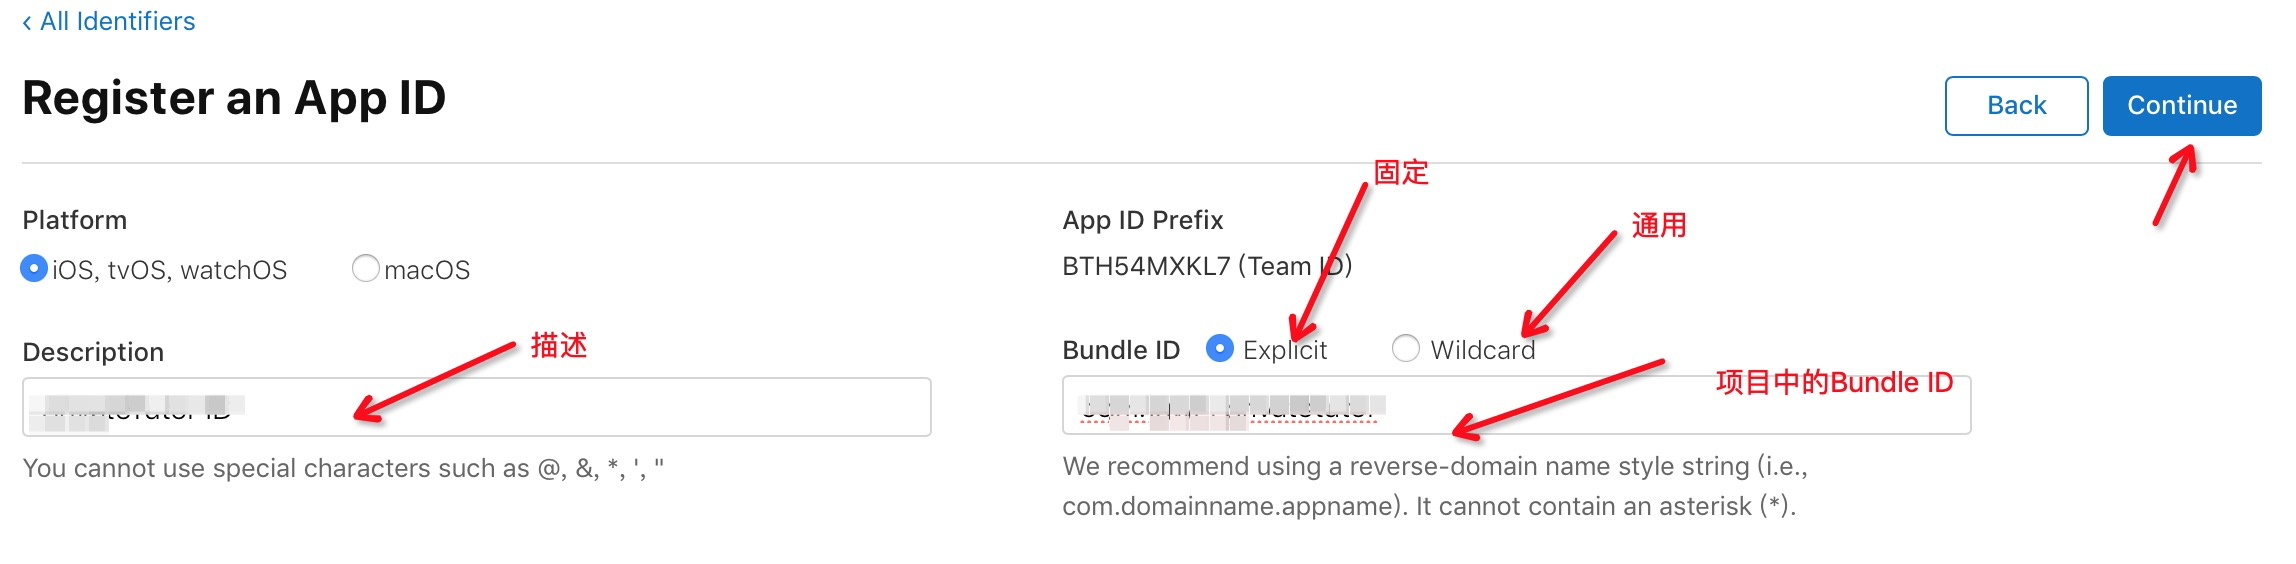 ‹ All Identifiers
Register an App ID
Back
Continue
固定
Platform
iOS, tvOS, watchOS
macOS
App ID Prefix
BTH54MXKL7 (Team ID)
通用
Description
描述
Bundle ID
Explicit
Wildcard
项目中的Bundle ID
ID
You cannot use special characters such as @, &, *, ', "
We recommend using a reverse-domain name style string (i.e.,
com.domainname.appname). It cannot contain an asterisk (*).